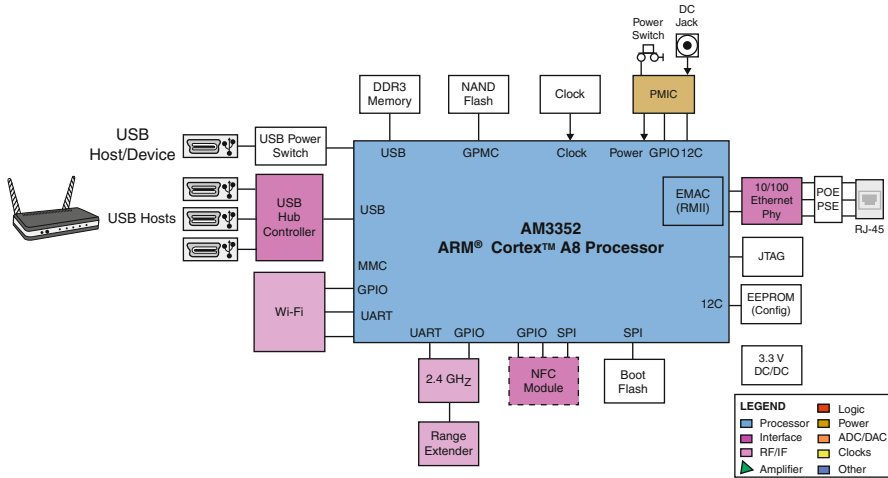 Power
Switch
DC
Jack
DDR3
Memory
NAND
Flash
Clock
PMIC
USB
Host/Device
USB Power
Switch
USB
GPMC
Clock
Power
GPIO
12C
USB Hosts
USB
Hub
Controller
USB
EMAC
(RMII)
10/100
Ethernet
Phy
POE
PSE
RJ-45
AM3352
ARM® Cortex™ A8 Processor
MMC
GPIO
UART
Wi-Fi
JTAG
12C
EEPROM
(Config)
UART
GPIO
GPIO
SPI
SPI
2.4 GHZ
NFC
Module
Boot
Flash
3.3 V
DC/DC
Range
Extender
LEGEND
Processor
Interface
RF/IF
Amplifier
Logic
Power
ADC/DAC
Clocks
Other